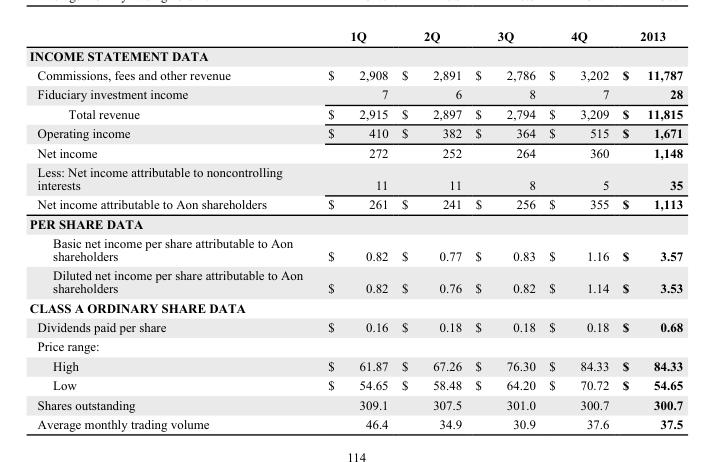 1Q 2Q 3Q 4Q 2013
INCOME STATEMENT DATA
Commissions, fees and other revenue $ 2,908 $ 2,891 $ 2,786 $ 3,202 $ 11,787
Fiduciary investment income 7 6 8 7 28
Total revenue $ 2,915 $ 2,897 $ 2,794 $ 3,209 $ 11,815
Operating income $ 410 $ 382 $ 364 $ 515 $ 1,671
Net income 272 252 264 360 1,148
Less: Net income attributable to noncontrolling
interests 11 11 8 5 35
Net income attributable to Aon shareholders $ 261 $ 241 $ 256 $ 355 $ 1,113
PER SHARE DATA
Basic net income per share attributable to Aon
shareholders $ 0.82 $ 0.77 $ 0.83 $ 1.16 $ 3.57
Diluted net income per share attributable to Aon
shareholders $ 0.82 $ 0.76 $ 0.82 $ 1.14 $ 3.53
CLASS A ORDINARY SHARE DATA
Dividends paid per share $ 0.16 $ 0.18 $ 0.18 $ 0.18 $ 0.68
Price range:
High $ 61.87 $ 67.26 $ 76.30 $ 84.33 $ 84.33
Low $ 54.65 $ 58.48 $ 64.20 $ 70.72 $ 54.65
Shares outstanding 309.1 307.5 301.0 300.7 300.7
Average monthly trading volume 46.4 34.9 30.9 37.6 37.5
114